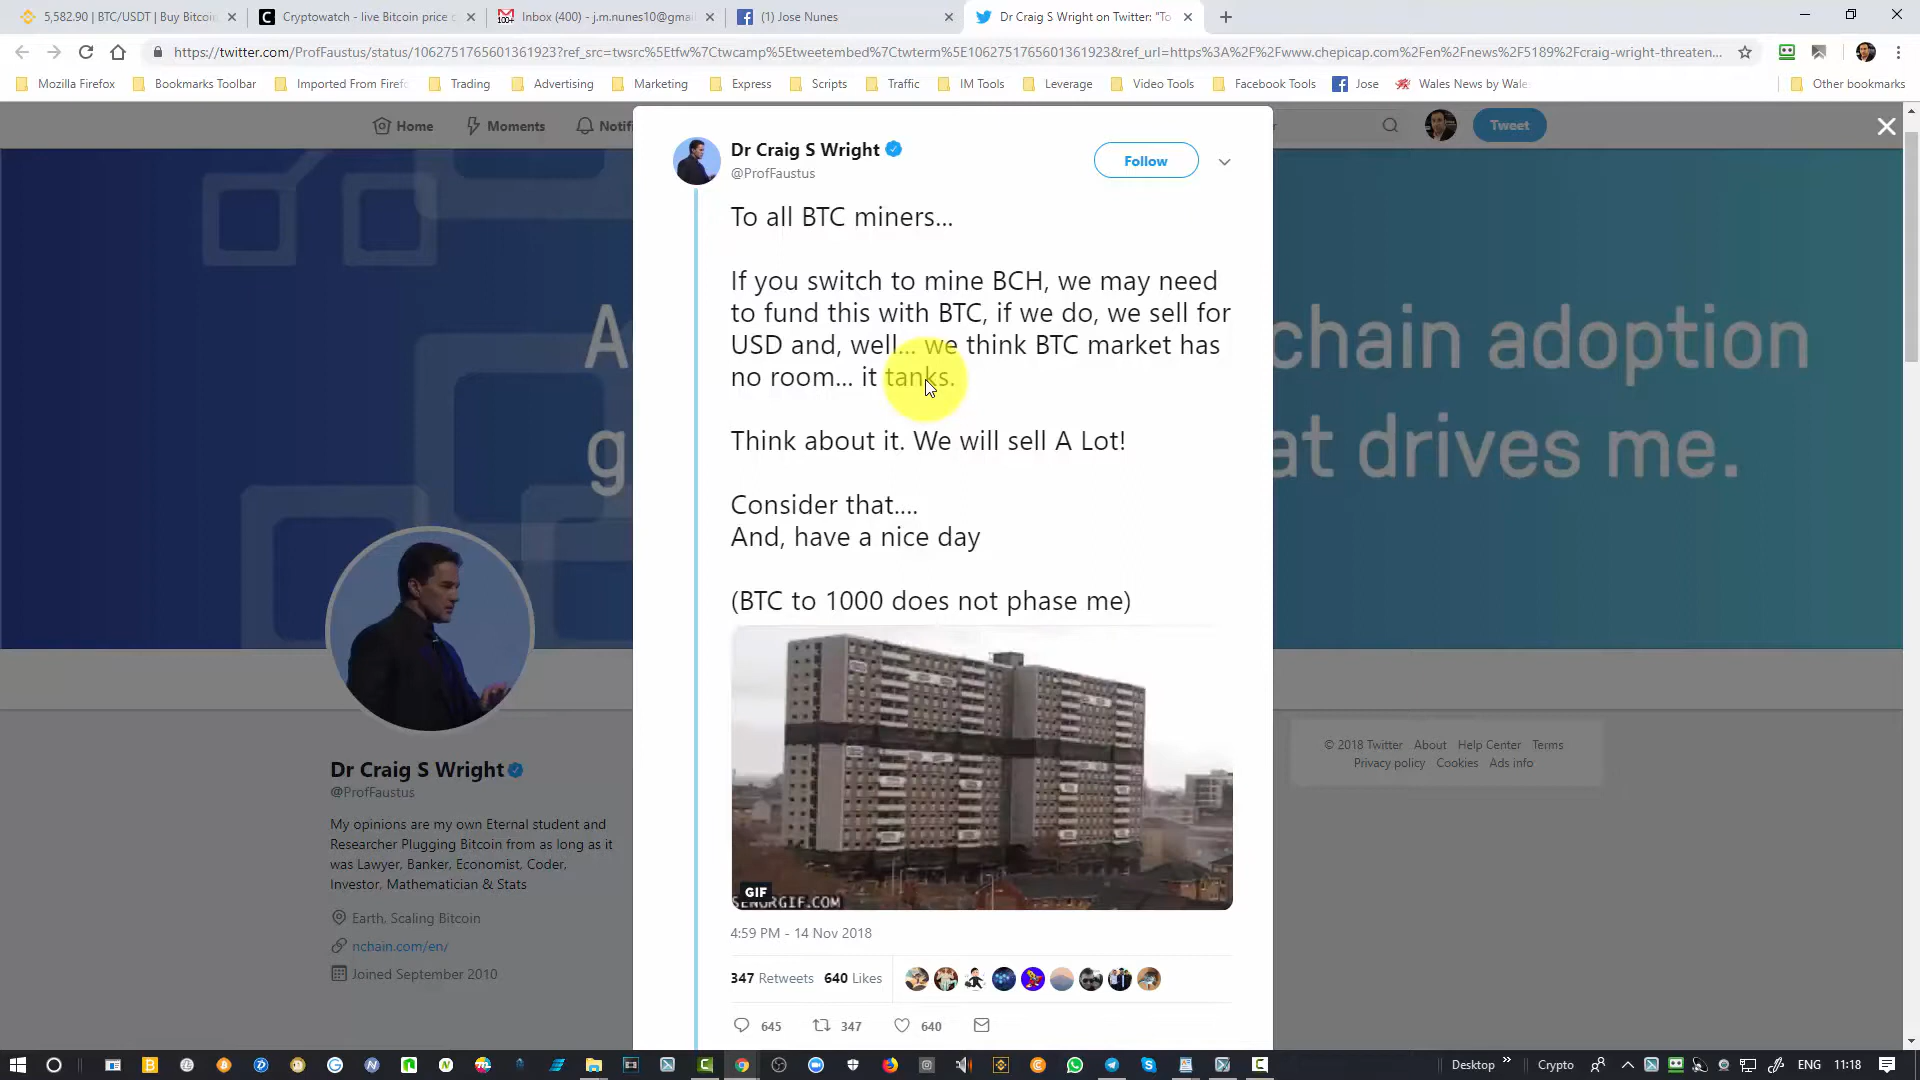 5,582.90 | BTC/USDT | Buy Bitcoin
Cryptowatch - live Bitcoin price
Inbox (400) - j.m.nunes10@gmai
(1) Jose Nunes
Dr Craig S Wright on Twitter: "To
https://twitter.com/ProfFaustus/status/1062751765601361923?ref_src=twsrc%5Etfw%7Ctwcamp%5Etweetembed%7Ctwterm%5E1062751765601361923&ref_url=https%3A%2F%2Fwww.chepicap.com%2Fen%2Fnews%2F5189%2Fcraig-wright-threaten...
Mozilla Firefox Bookmarks Toolbar Imported From Firefo Trading Advertising Marketing Express Scripts Traffic IM Tools Leverage Video Tools Facebook Tools Jose Wales News by Wale Other bookmarks
Home Moments Notifi Tweet
Dr Craig S Wright
@ProfFaustus
Follow
To all BTC miners...
If you switch to mine BCH, we may need
to fund this with BTC, if we do, we sell for
USD and, well... we think BTC market has
no room... it tanks.
Think about it. We will sell A Lot!
Consider that....
And, have a nice day
(BTC to 1000 does not phase me)
GIF
SENORGIF.COM
4:59 PM - 14 Nov 2018
347 Retweets 640 Likes
645 347 640
chain adoption
at drives me.
Dr Craig S Wright
@ProfFaustus
My opinions are my own Eternal student and
Researcher Plugging Bitcoin from as long as it
was Lawyer, Banker, Economist, Coder,
Investor, Mathematician & Stats
Earth, Scaling Bitcoin
nchain.com/en/
Joined September 2010
© 2018 Twitter About Help Center Terms
Privacy policy Cookies Ads info
Desktop Crypto ENG 11:18